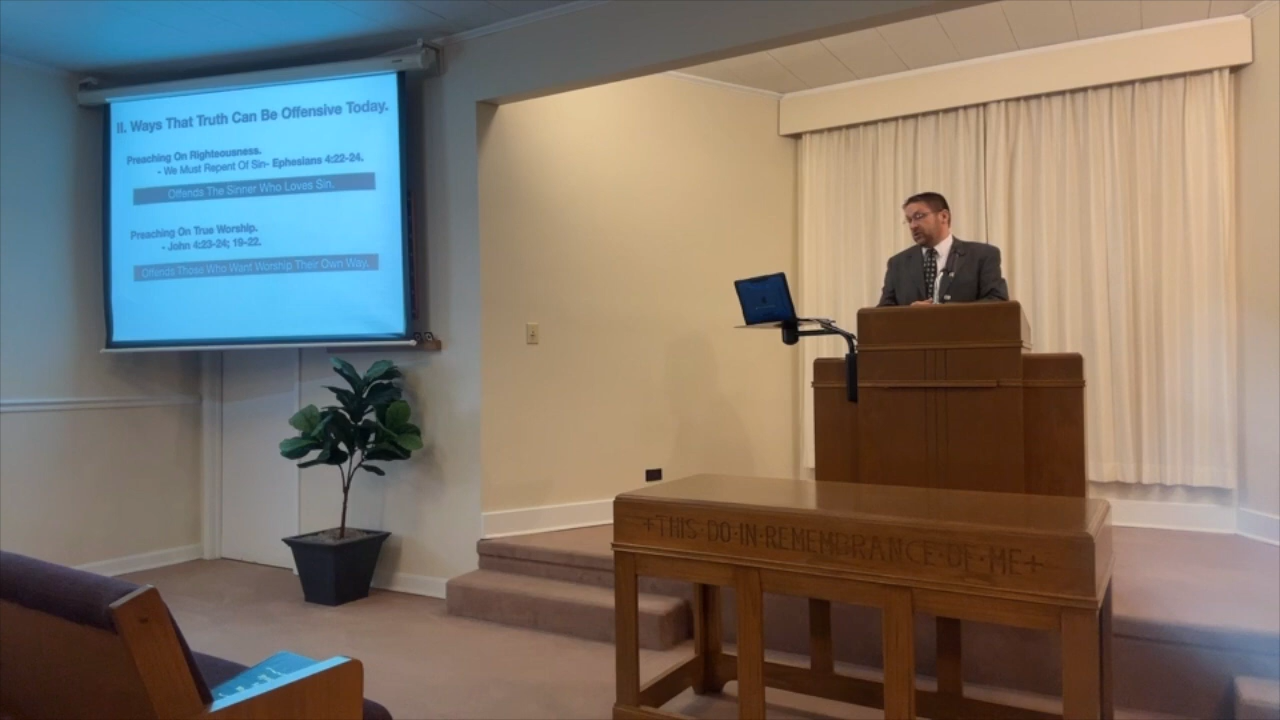 II. Ways That Truth Can Be Offensive Today.
Preaching On Righteousness.
• We Must Repent Of Sin- Ephesians 4:22-24.
Offends The Sinner Who Loves Sin.
Preaching On True Worship.
• John 4:23-24; 19-22.
Offends Those Who Want Worship Their Own Way.
+THIS·DO·IN·REMEMBRANCE·OF·ME+